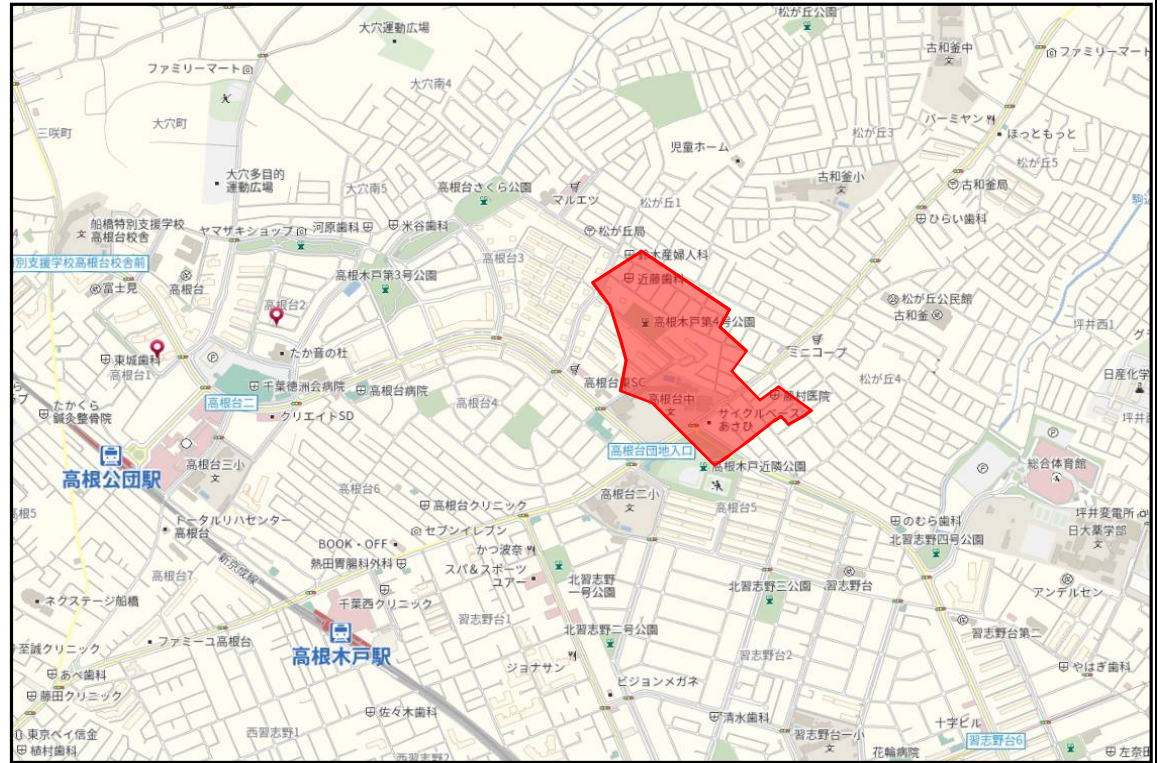 大穴運動広場
松が丘公園
古和釜中
文
ファミリーマート
ファミリーマート
大穴南4
三咲町
大穴町
バーミヤン
ほっともっと
児童ホーム
松が丘3
松が丘5
大穴多目的
運動広場
大穴南5
高根台さくら公園
マルエツ
松が丘1
古和釜小
文
古和釜局
ひらい歯科
船橋特別支援学校
高根台校舎
文
ヤマザキショップ
河原歯科
米谷歯科
松が丘局
別支援学校高根台校舎前
高根台3
鈴木産婦人科
近藤歯科
富士見
高根台
高根木戸第3号公園
高根台2
松が丘公民館
古和釜
高根木戸第4号公園
坪井西1
東城歯科
高根台1
たか音の杜
ミニコープ
松が丘4
日産化学
千葉徳洲会病院
高根台病院
高根台東SC
高根台中
文
藤村医院
高根台二
クリエイトSD
高根台4
サイクルベース
あさひ
たかくら
鍼灸整骨院
高根台団地入口
高根木戸近隣公園
高根公団駅
高根台三小
文
総合体育館
高根台6
高根台二小
文
高根台5
高根5
トータルリハセンター
高根台
高根台クリニック
セブンイレブン
のむら歯科
北習志野四号公園
坪井変電所
日大薬学部
文
BOOK・OFF
熱田胃腸科外科
かつ波奈
スパ＆スポーツ
ユアー
新京成線
高根台7
北習志野
一号公園
北習志野三公園
習志野台
アンデルセン
ネクステージ船橋
千葉西クリニック
習志野台1
習志野台第二
至誠クリニック
ファミーユ高根台
高根木戸駅
北習志野二号公園
習志野台2
あべ歯科
ジョナサン
やはぎ歯科
藤田クリニック
ビジョンメガネ
佐々木歯科
清水歯科
十字ビル
東京ベイ信金
植村歯科
西習志野1
西習志野2
習志野台一小
文
花輪病院
習志野台6
左奈田